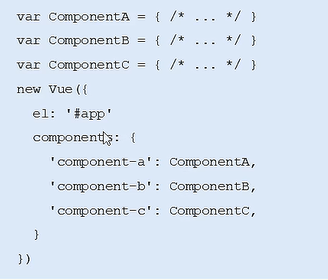 var ComponentA = { /* ... */ }
var ComponentB = { /* ... */ }
var ComponentC = { /* ... */ }
new Vue({
  el: '#app'
  components: {
    'component-a': ComponentA,
    'component-b': ComponentB,
    'component-c': ComponentC,
  }
})